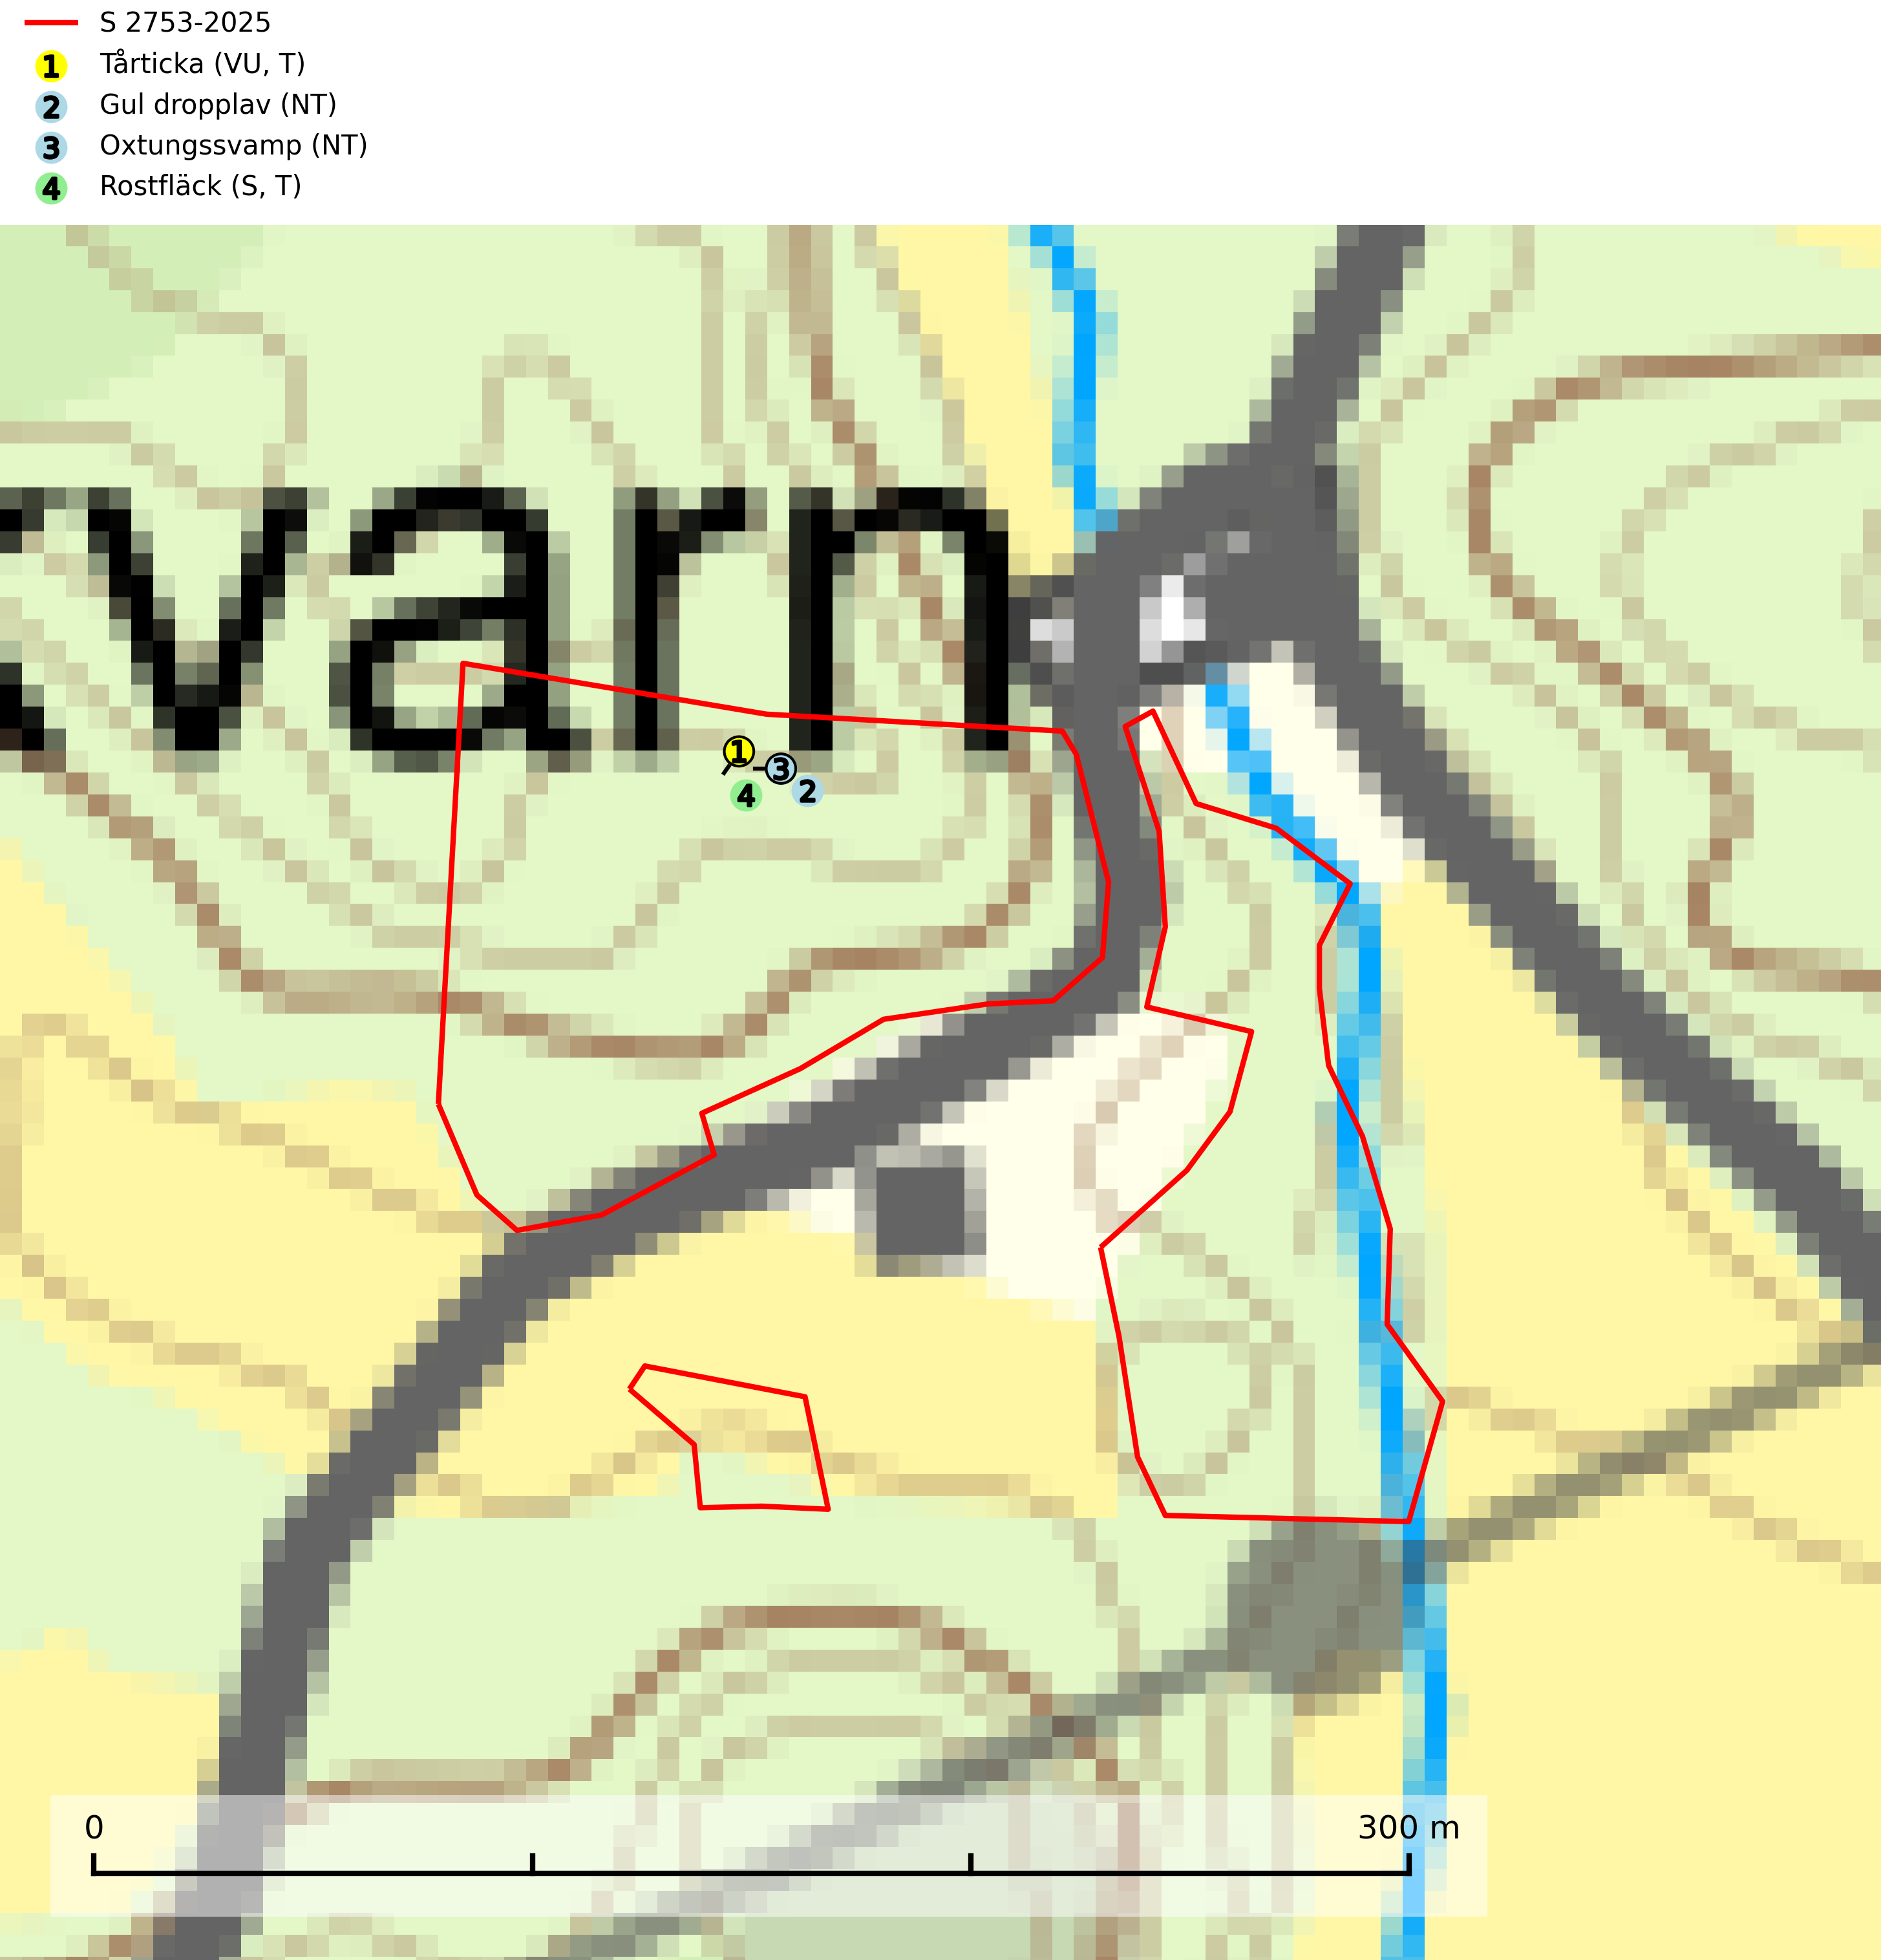 S 2753-2025
1 Tårticka (VU, T)
2 Gul dropplav (NT)
3 Oxtungssvamp (NT)
4 Rostfläck (S, T)
varn
1
3
4
2
0
300 m